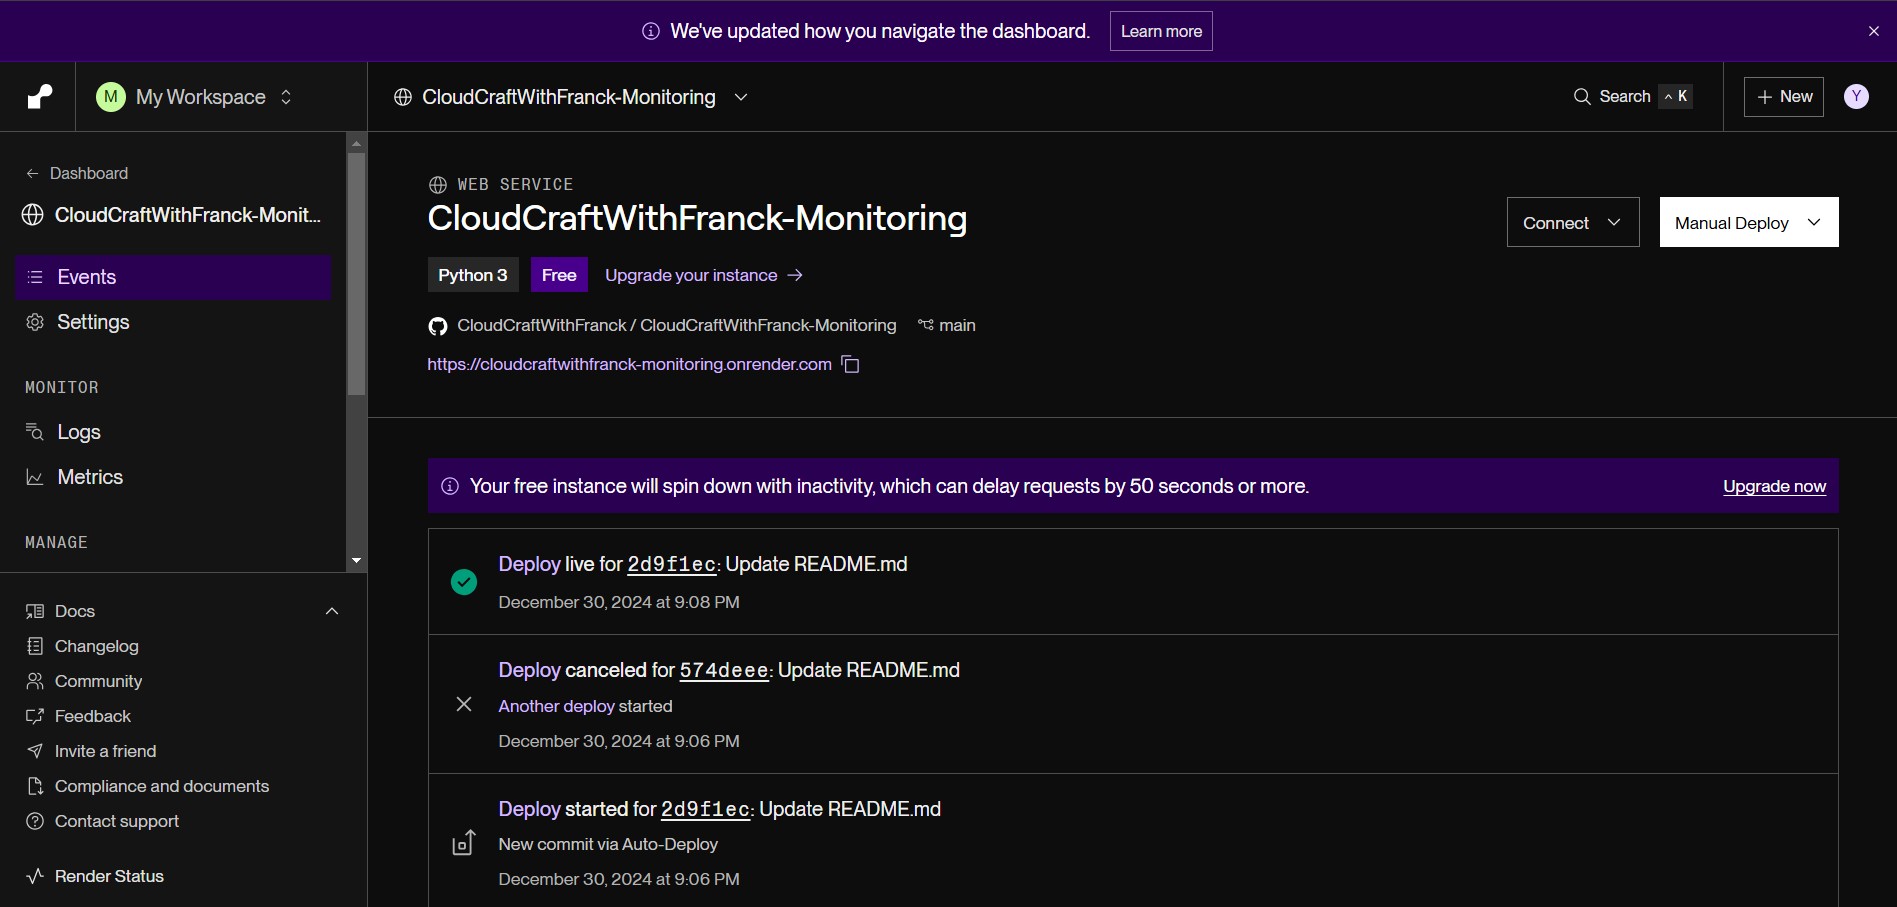 We've updated how you navigate the dashboard. Learn more
M My Workspace
CloudCraftWithFranck-Monitoring
Search ^ K
+ New
Y
← Dashboard
CloudCraftWithFranck-Monit...
Events
Settings
MONITOR
Logs
Metrics
MANAGE
Docs
Changelog
Community
Feedback
Invite a friend
Compliance and documents
Contact support
Render Status
WEB SERVICE
CloudCraftWithFranck-Monitoring
Connect
Manual Deploy
Python 3 Free Upgrade your instance →
CloudCraftWithFranck / CloudCraftWithFranck-Monitoring main
https://cloudcraftwithfranck-monitoring.onrender.com
Your free instance will spin down with inactivity, which can delay requests by 50 seconds or more. Upgrade now
Deploy live for 2d9f1ec: Update README.md
December 30, 2024 at 9:08 PM
Deploy canceled for 574deee: Update README.md
Another deploy started
December 30, 2024 at 9:06 PM
Deploy started for 2d9f1ec: Update README.md
New commit via Auto-Deploy
December 30, 2024 at 9:06 PM